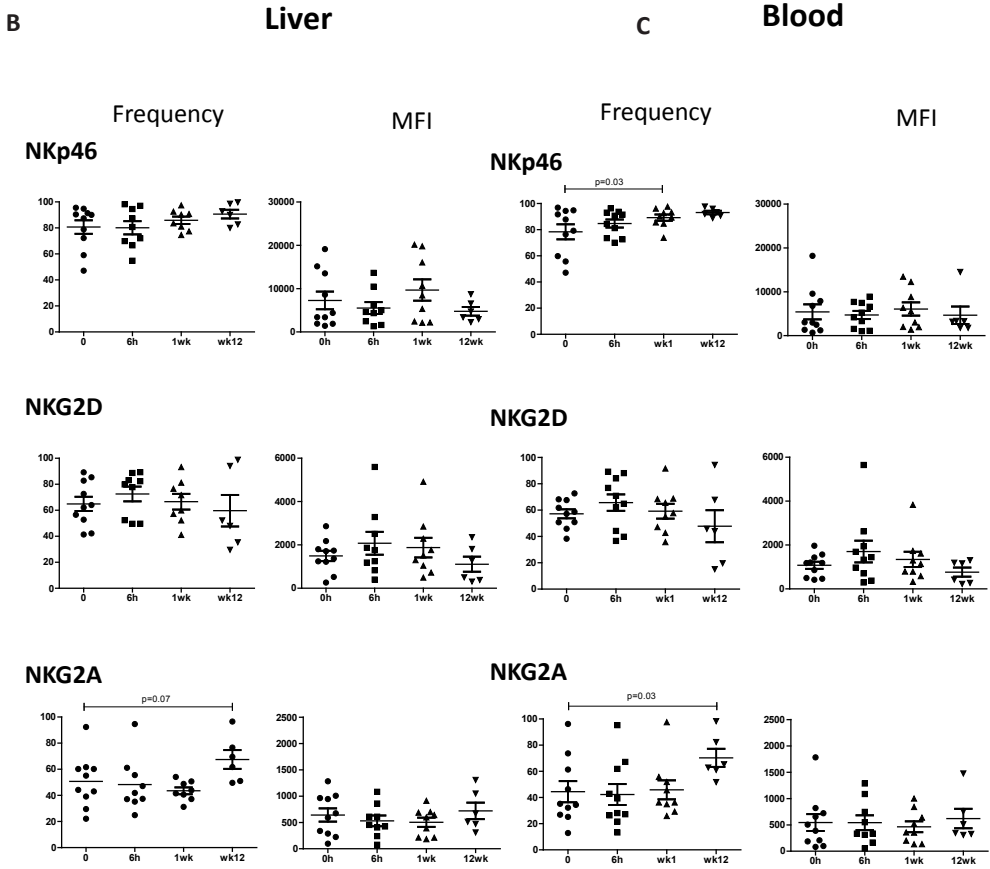 B
Liver
C
Blood
Frequency
MFI
Frequency
MFI
NKp46
NKp46
100
80
60
40
20
0
0 6h 1wk wk12
30000
20000
10000
0
0h 6h 1wk 12wk
p=0.03
100
80
60
40
20
0
0 6h wk1 wk12
30000
20000
10000
0
0h 6h 1wk 12wk
NKG2D
NKG2D
100
80
60
40
20
0
0 6h 1wk wk12
6000
4000
2000
0
0h 6h 1wk 12wk
100
80
60
40
20
0
0 6h wk1 wk12
6000
4000
2000
0
0h 6h 1wk 12wk
NKG2A
NKG2A
p=0.07
100
80
60
40
20
0
0 6h 1wk wk12
2500
2000
1500
1000
500
0
0h 6h 1wk 12wk
p=0.03
100
80
60
40
20
0
0 6h wk1 wk12
2500
2000
1500
1000
500
0
0h 6h 1wk 12wk